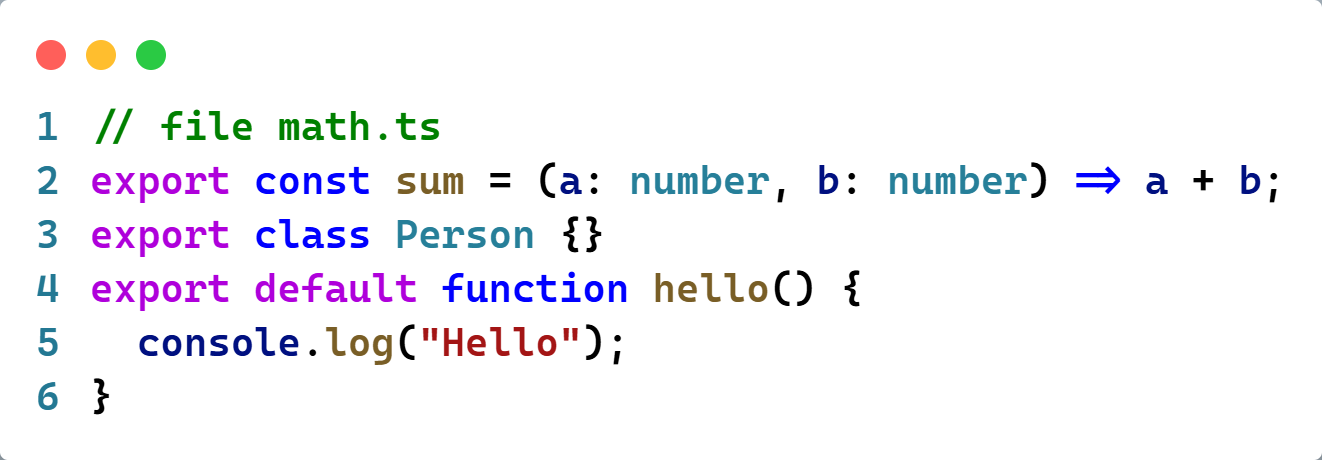 1 // file math.ts
2 export const sum = (a: number, b: number) => a + b;
3 export class Person {}
4 export default function hello() {
5   console.log("Hello");
6 }